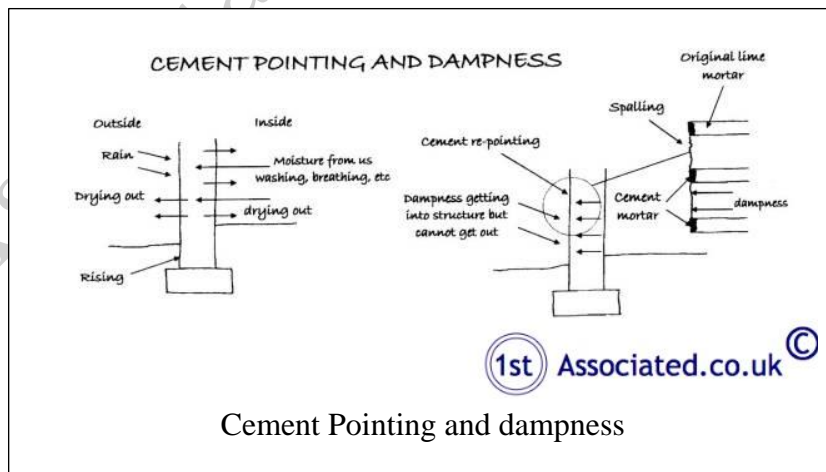 CEMENT POINTING AND DAMPNESS
Outside
Inside
Rain
Moisture from us
washing, breathing, etc
Drying out
drying out
Rising
Original lime
mortar
Spalling
Cement re-pointing
Dampness getting
into structure but
cannot get out
Cement
mortar
dampness
1st Associated.co.uk ©
Cement Pointing and dampness